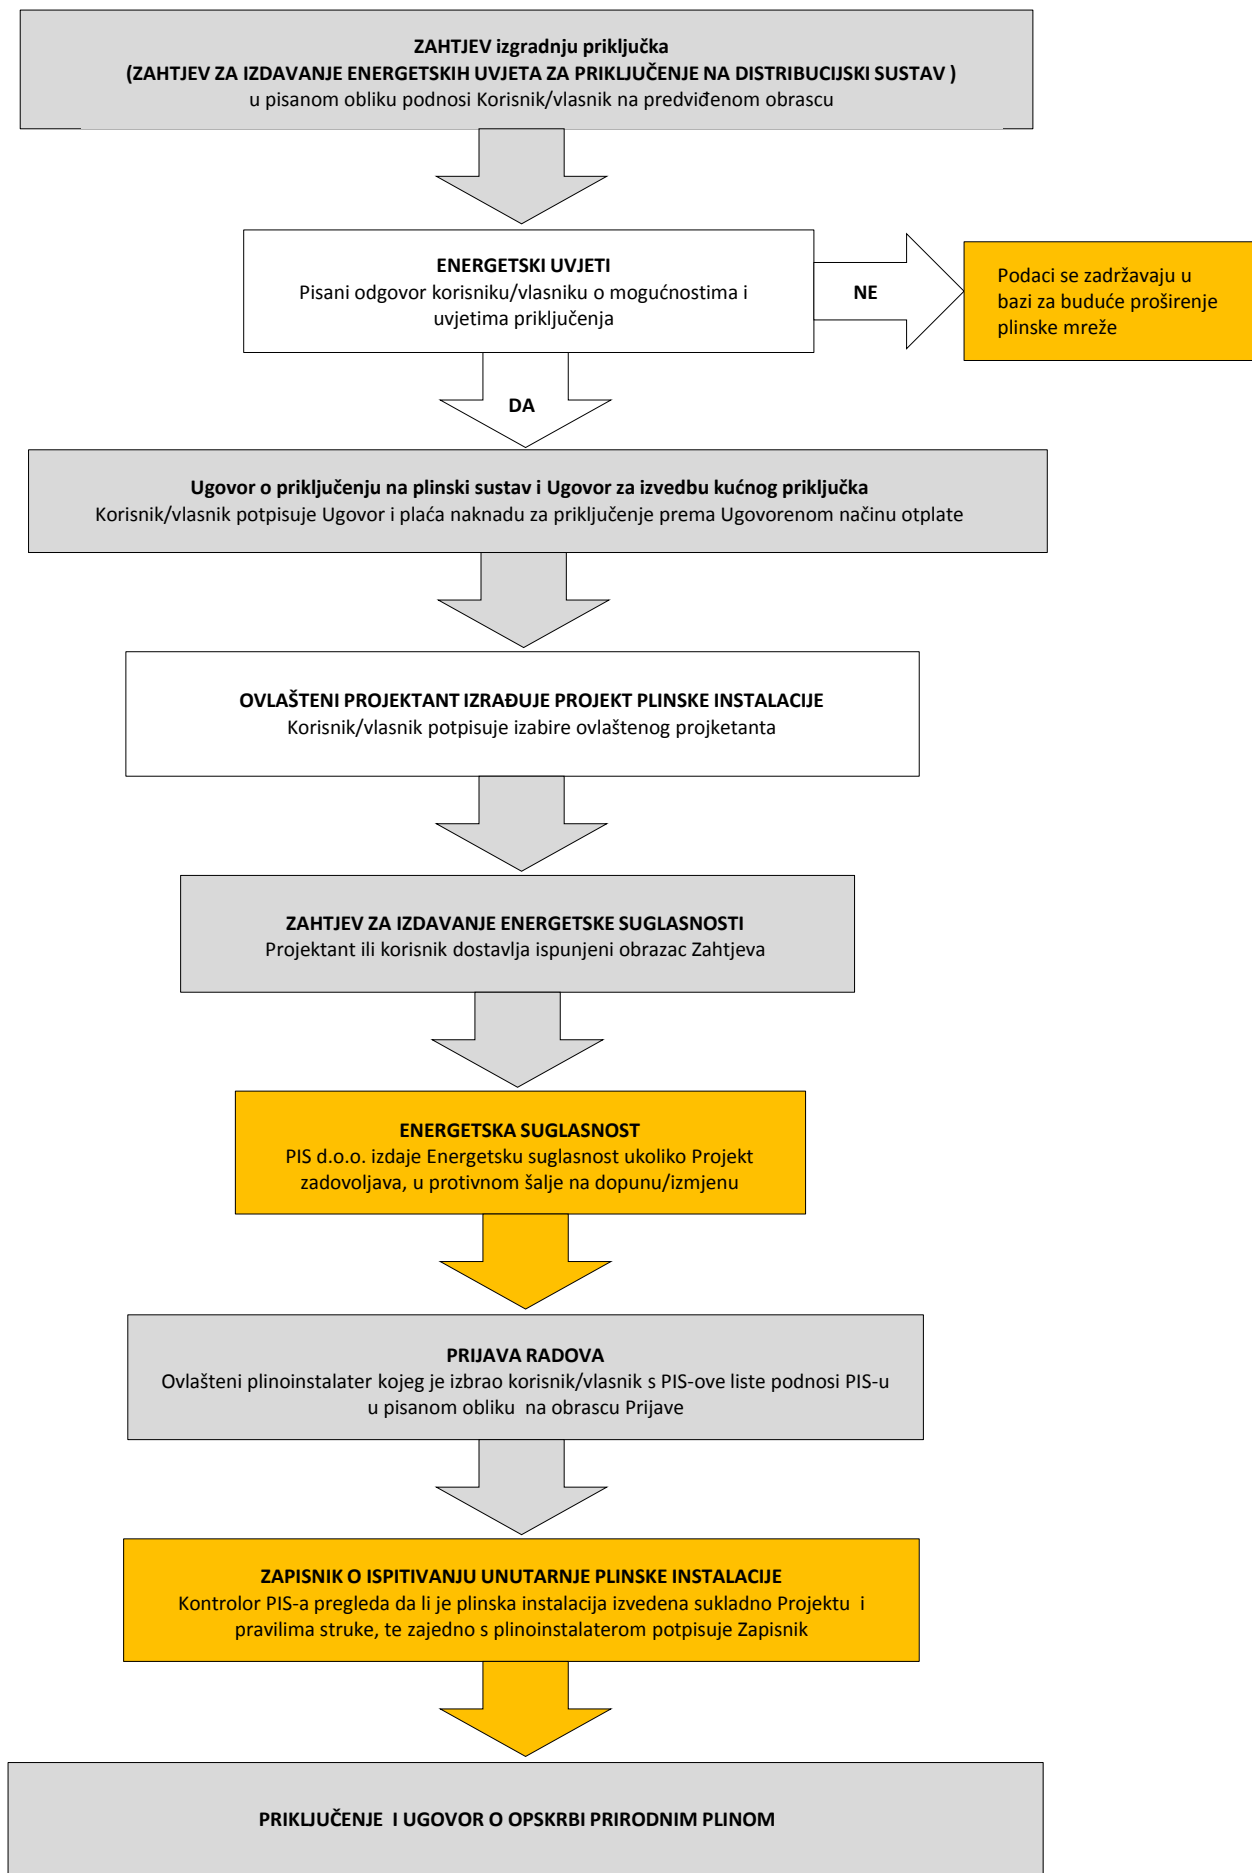 ZAHTJEV izgradnju priključka
(ZAHTJEV ZA IZDAVANJE ENERGETSKIH UVJETA ZA PRIKLJUČENJE NA DISTRIBUCIJSKI SUSTAV )
u pisanom obliku podnosi Korisnik/vlasnik na predviđenom obrascu
ENERGETSKI UVJETI
Pisani odgovor korisniku/vlasniku o mogućnostima i
uvjetima priključenja
NE
Podaci se zadržavaju u
bazi za buduće proširenje
plinske mreže
DA
Ugovor o priključenju na plinski sustav i Ugovor za izvedbu kućnog priključka
Korisnik/vlasnik potpisuje Ugovor i plaća naknadu za priključenje prema Ugovorenom načinu otplate
OVLAŠTENI PROJEKTANT IZRAĐUJE PROJEKT PLINSKE INSTALACIJE
Korisnik/vlasnik potpisuje izabire ovlaštenog projketanta
ZAHTJEV ZA IZDAVANJE ENERGETSKE SUGLASNOSTI
Projektant ili korisnik dostavlja ispunjeni obrazac Zahtjeva
ENERGETSKA SUGLASNOST
PIS d.o.o. izdaje Energetsku suglasnost ukoliko Projekt
zadovoljava, u protivnom šalje na dopunu/izmjenu
PRIJAVA RADOVA
Ovlašteni plinoinstalater kojeg je izbrao korisnik/vlasnik s PIS-ove liste podnosi PIS-u
u pisanom obliku  na obrascu Prijave
ZAPISNIK O ISPITIVANJU UNUTARNJE PLINSKE INSTALACIJE
Kontrolor PIS-a pregleda da li je plinska instalacija izvedena sukladno Projektu  i
pravilima struke, te zajedno s plinoinstalaterom potpisuje Zapisnik
PRIKLJUČENJE  I UGOVOR O OPSKRBI PRIRODNIM PLINOM